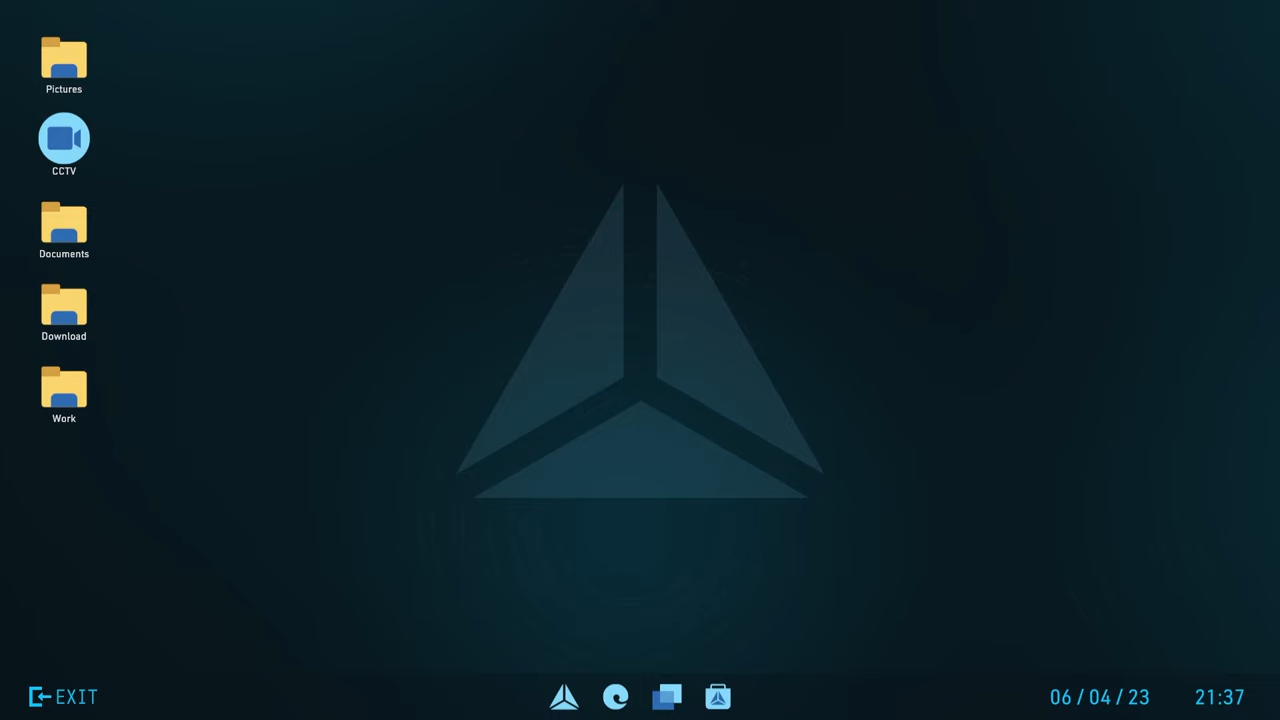 Pictures
CCTV
Documents
Download
Work
EXIT
06 / 04 / 23
21:37